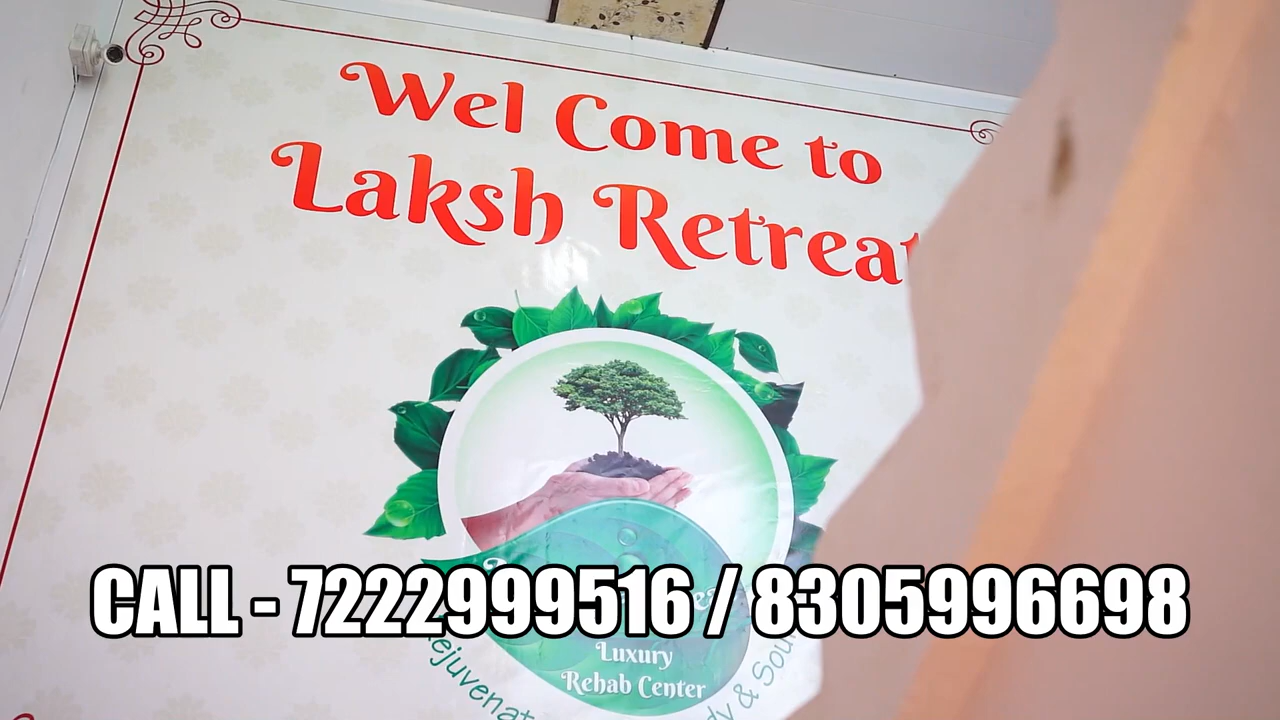 Wel Come to
Laksh Retreat
CALL - 7222999516 / 8305996698
Luxury
Rehab Center